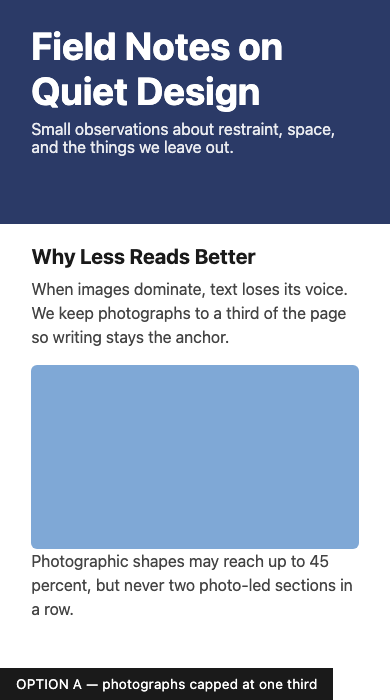 Field Notes on
Quiet Design
Small observations about restraint, space,
and the things we leave out.
Why Less Reads Better
When images dominate, text loses its voice.
We keep photographs to a third of the page
so writing stays the anchor.
Photographic shapes may reach up to 45
percent, but never two photo-led sections in
a row.
OPTION A — photographs capped at one third